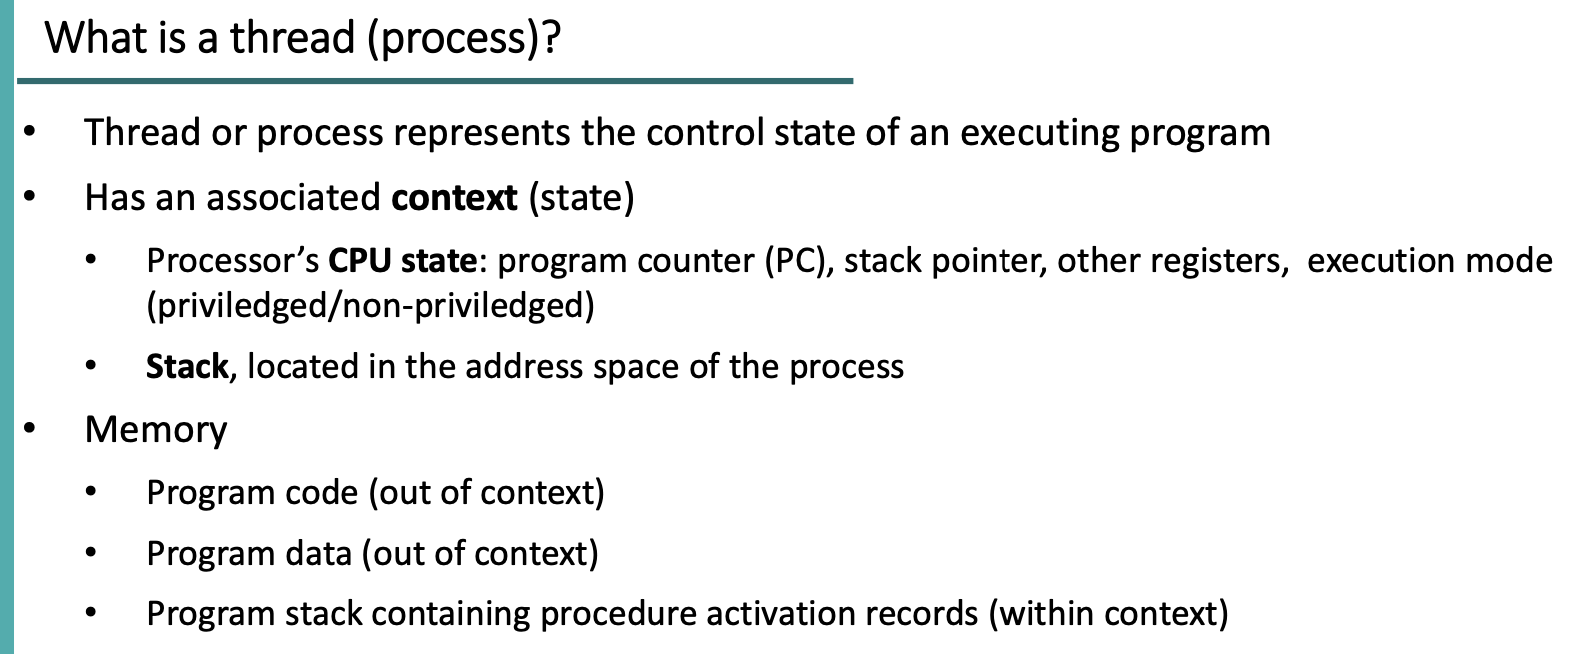 What is a thread (process)?
• Thread or process represents the control state of an executing program
• Has an associated context (state)
• Processor’s CPU state: program counter (PC), stack pointer, other registers,  execution mode
(priviledged/non-priviledged)
• Stack, located in the address space of the process
• Memory
• Program code (out of context)
• Program data (out of context)
• Program stack containing procedure activation records (within context)